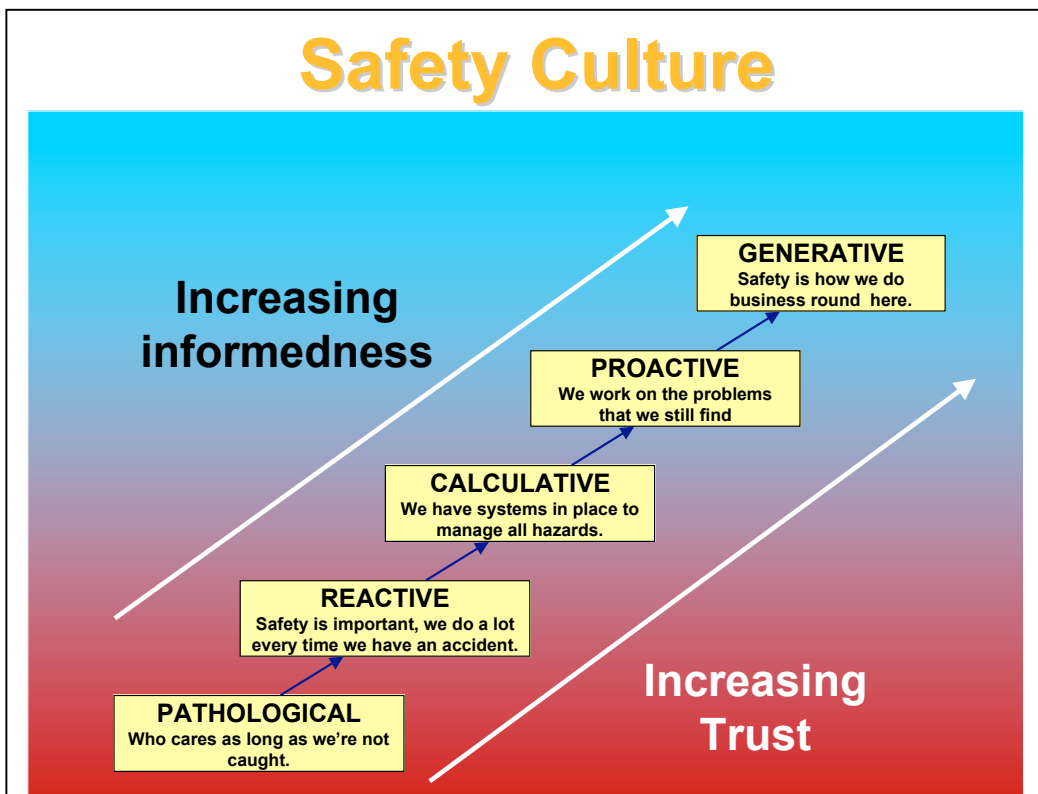 Safety Culture
Increasing
informedness
GENERATIVE
Safety is how we do
business round  here.
PROACTIVE
We work on the problems
that we still find
CALCULATIVE
We have systems in place to
manage all hazards.
REACTIVE
Safety is important, we do a lot
every time we have an accident.
PATHOLOGICAL
Who cares as long as we’re not
caught.
Increasing
Trust